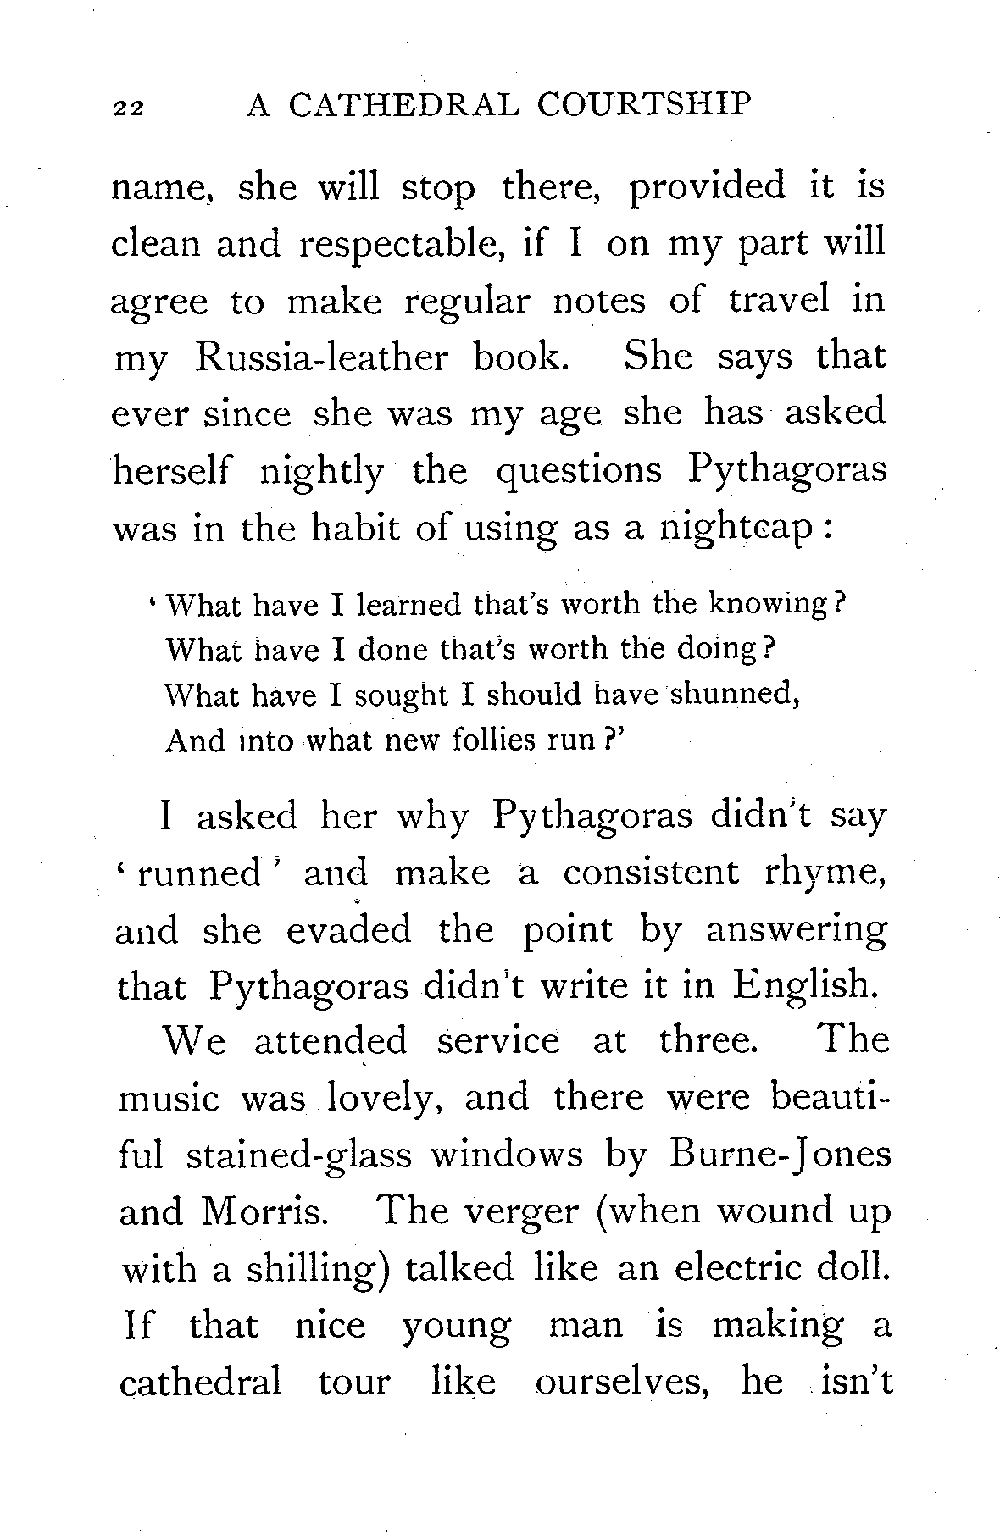 22 A CATHEDRAL COURTSHIP
name, she will stop there, provided it is
clean and respectable, if I on my part will
agree to make regular notes of travel in
my Russia-leather book. She says that
ever since she was my age she has asked
herself nightly the questions Pythagoras
was in the habit of using as a nightcap :
‘ What have I learned that’s worth the knowing ?
What have I done that’s worth the doing ?
What have I sought I should have shunned,
And into what new follies run ?’
I asked her why Pythagoras didn’t say
‘ runned ’ and make a consistent rhyme,
and she evaded the point by answering
that Pythagoras didn’t write it in English.
We attended service at three. The
music was lovely, and there were beauti-
ful stained-glass windows by Burne-Jones
and Morris. The verger (when wound up
with a shilling) talked like an electric doll.
If that nice young man is making a
cathedral tour like ourselves, he isn’t